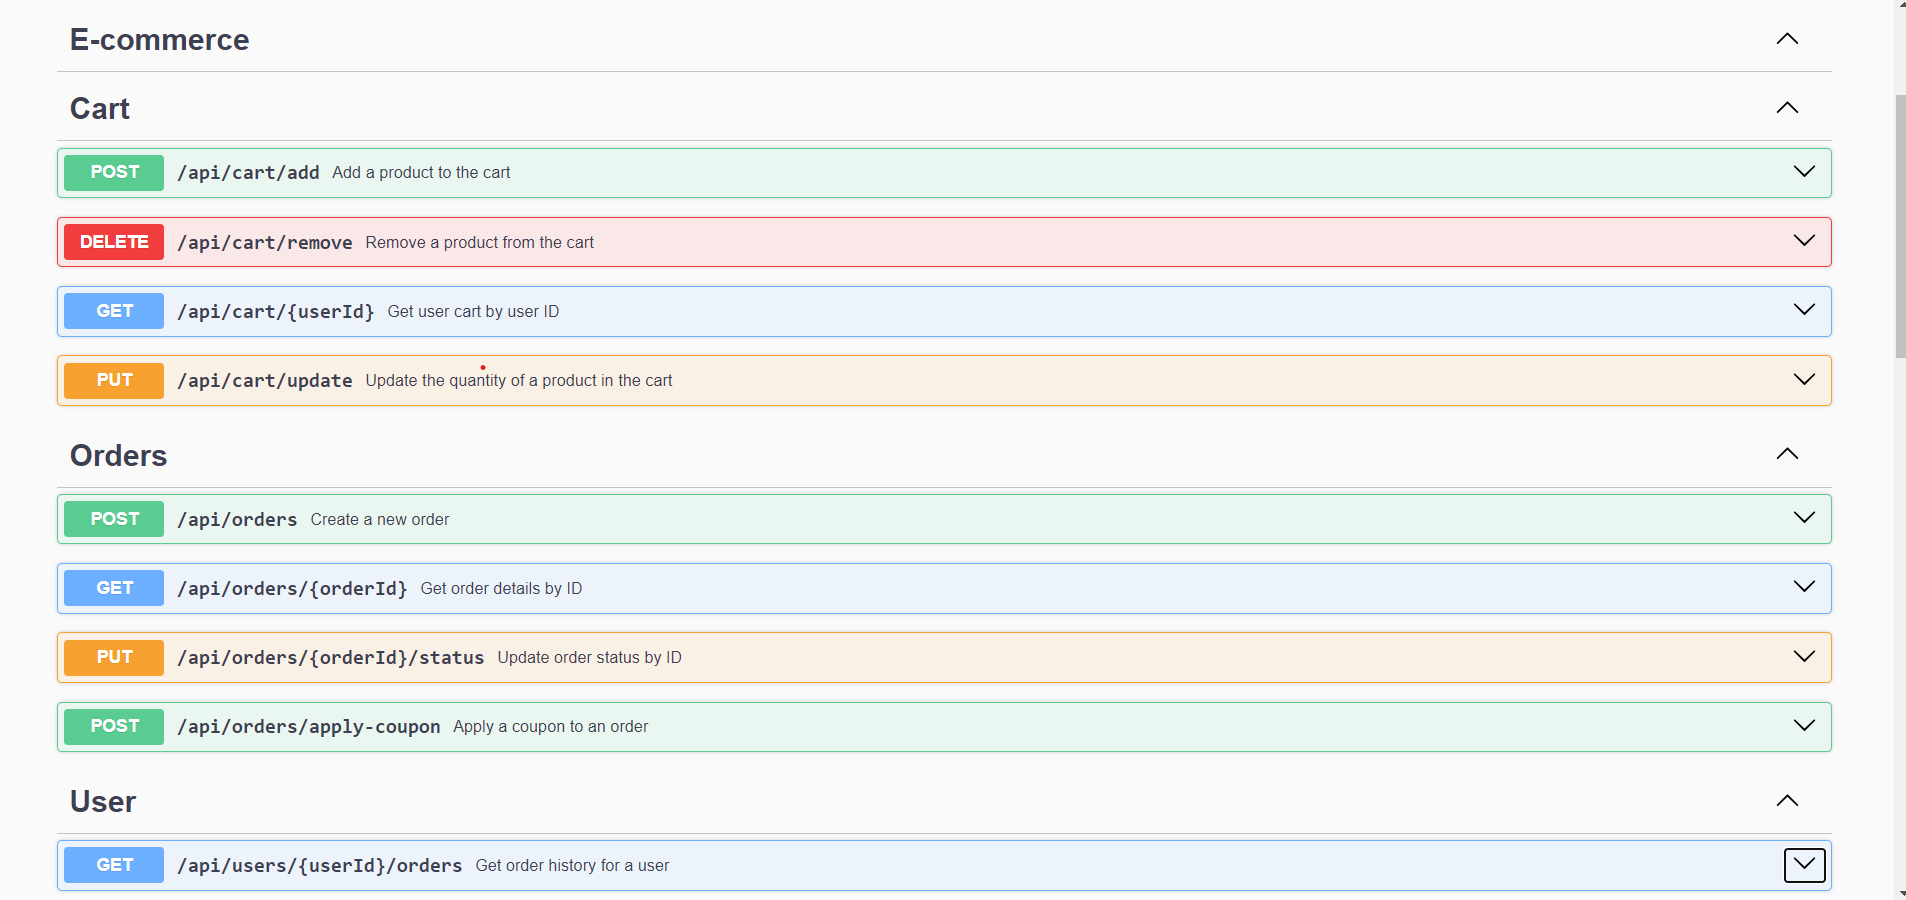 E-commerce
Cart
POST /api/cart/add Add a product to the cart
DELETE /api/cart/remove Remove a product from the cart
GET /api/cart/{userId} Get user cart by user ID
PUT /api/cart/update Update the quantity of a product in the cart
Orders
POST /api/orders Create a new order
GET /api/orders/{orderId} Get order details by ID
PUT /api/orders/{orderId}/status Update order status by ID
POST /api/orders/apply-coupon Apply a coupon to an order
User
GET /api/users/{userId}/orders Get order history for a user